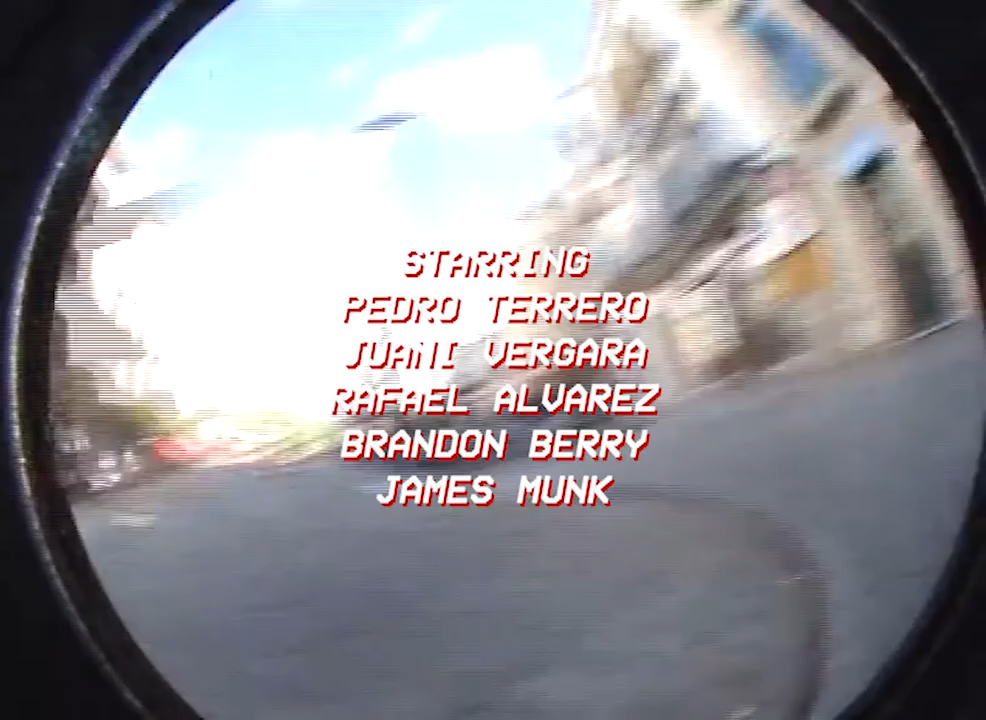 STARRING
PEDRO TERRERO
JUANI VERGARA
RAFAEL ALVAREZ
BRANDON BERRY
JAMES MUNK